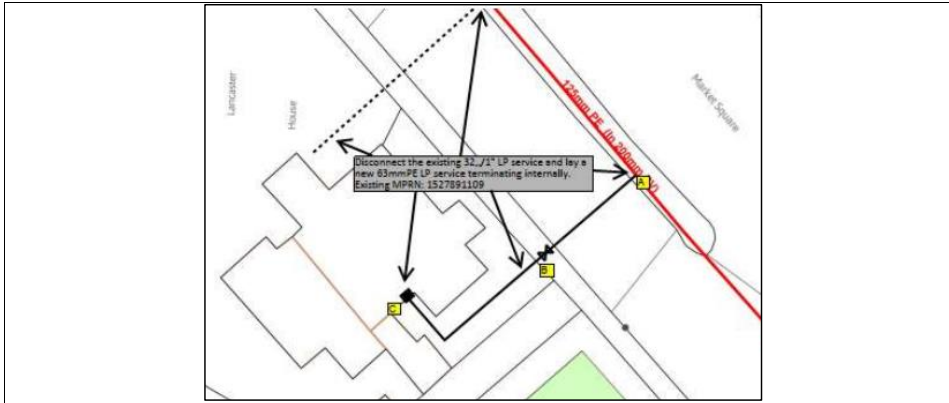 Lancaster
House
Market Square
125mm PE (In 200mm
A
Disconnect the existing 32,,/1" LP service and lay a
new 63mmPE LP service terminating internally.
Existing MPRN: 1527891109
B
C